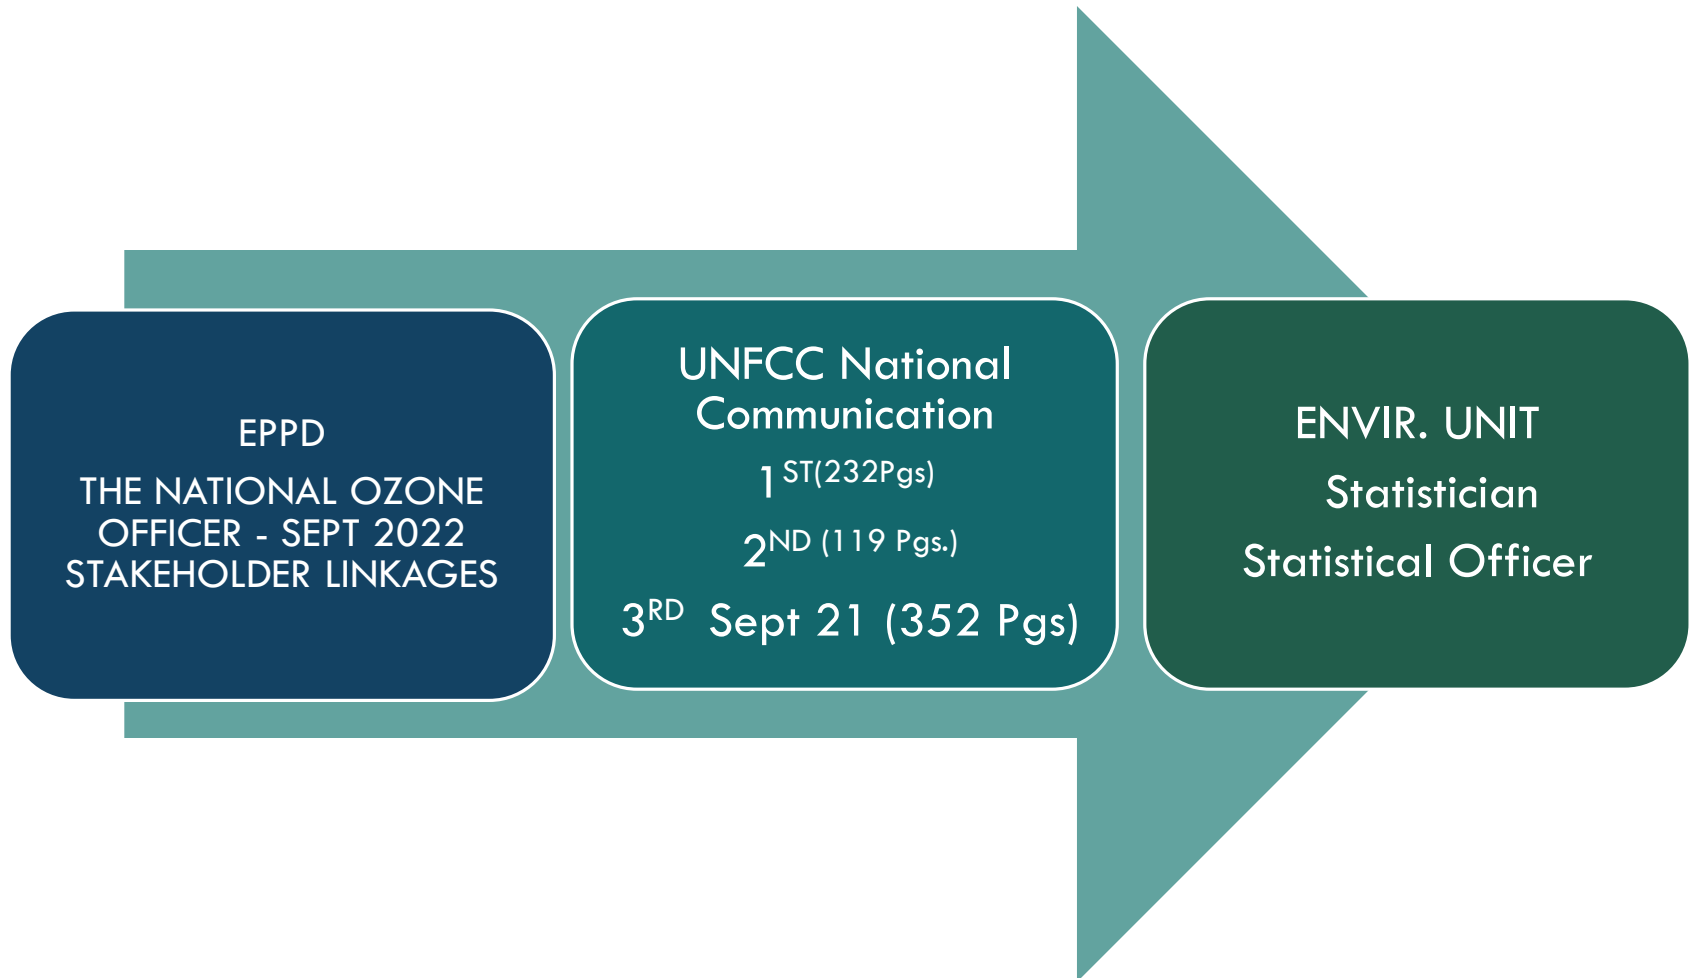 EPPD
THE NATIONAL OZONE
OFFICER - SEPT 2022
STAKEHOLDER LINKAGES
UNFCC National
Communication
1 ST(232Pgs)
2ND (119 Pgs.)
3RD Sept 21 (352 Pgs)
ENVIR. UNIT
Statistician
Statistical Officer